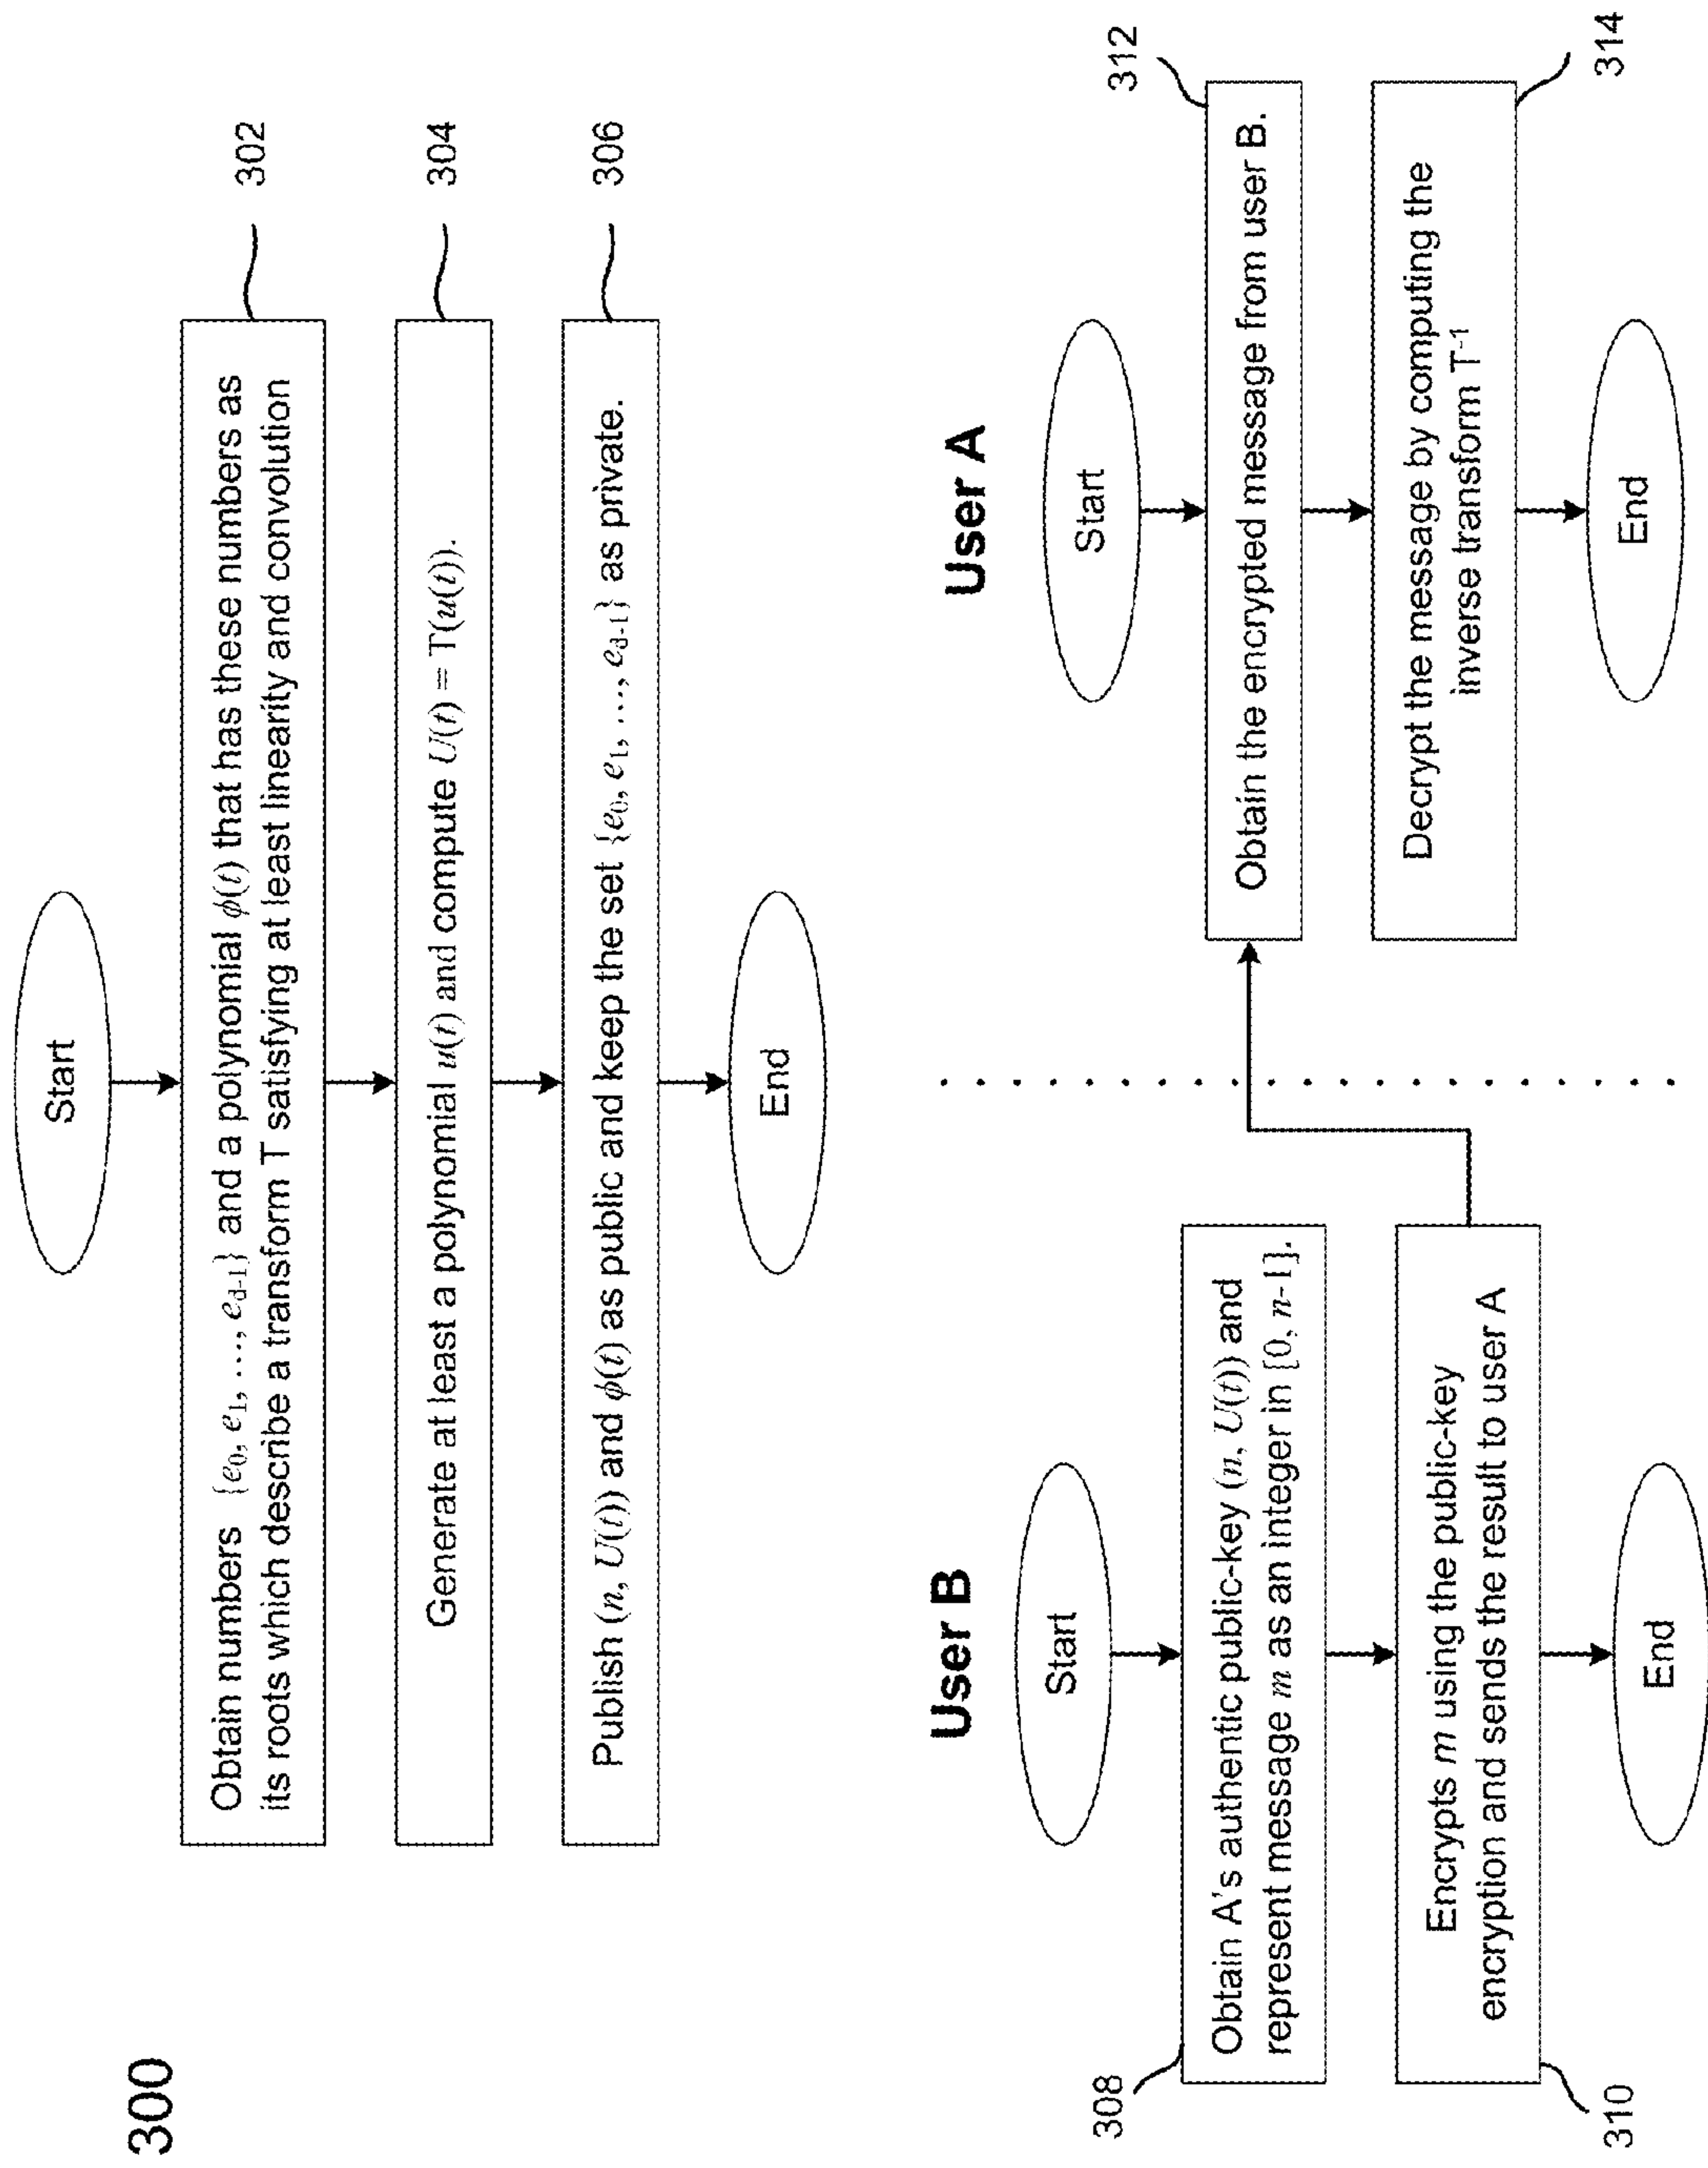 300
Start
Obtain numbers {e₀, e₁, …, e_d-1} and a polynomial ϕ(t) that has these numbers as
its roots which describe a transform T satisfying at least linearity and convolution
302
Generate at least a polynomial u(t) and compute U(t) = T(u(t)).
304
Publish (n, U(t)) and ϕ(t) as public and keep the set {e₀, e₁, …, e_d-1} as private.
306
End
User B
Start
308
Obtain A's authentic public-key (n, U(t)) and
represent message m as an integer in [0, n-1].
310
Encrypts m using the public-key
encryption and sends the result to user A
End
User A
Start
312
Obtain the encrypted message from user B.
Decrypt the message by computing the
inverse transform T⁻¹
314
End